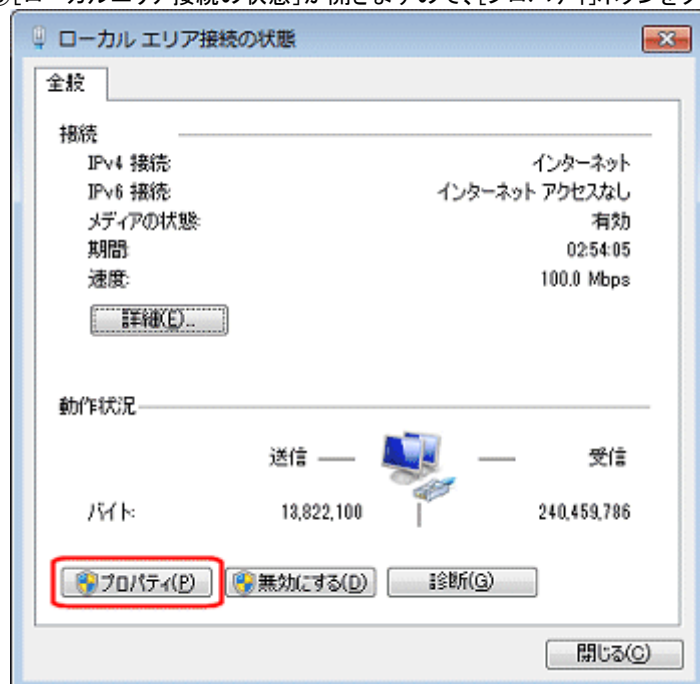 ローカル エリア接続の状態
全般
接続
IPv4 接続: インターネット
IPv6 接続: インターネット アクセスなし
メディアの状態: 有効
期間: 02:54:05
速度: 100.0 Mbps
詳細(E)...
動作状況
送信 受信
バイト: 13,822,100 240,459,786
プロパティ(P) 無効にする(D) 診断(G)
閉じる(C)